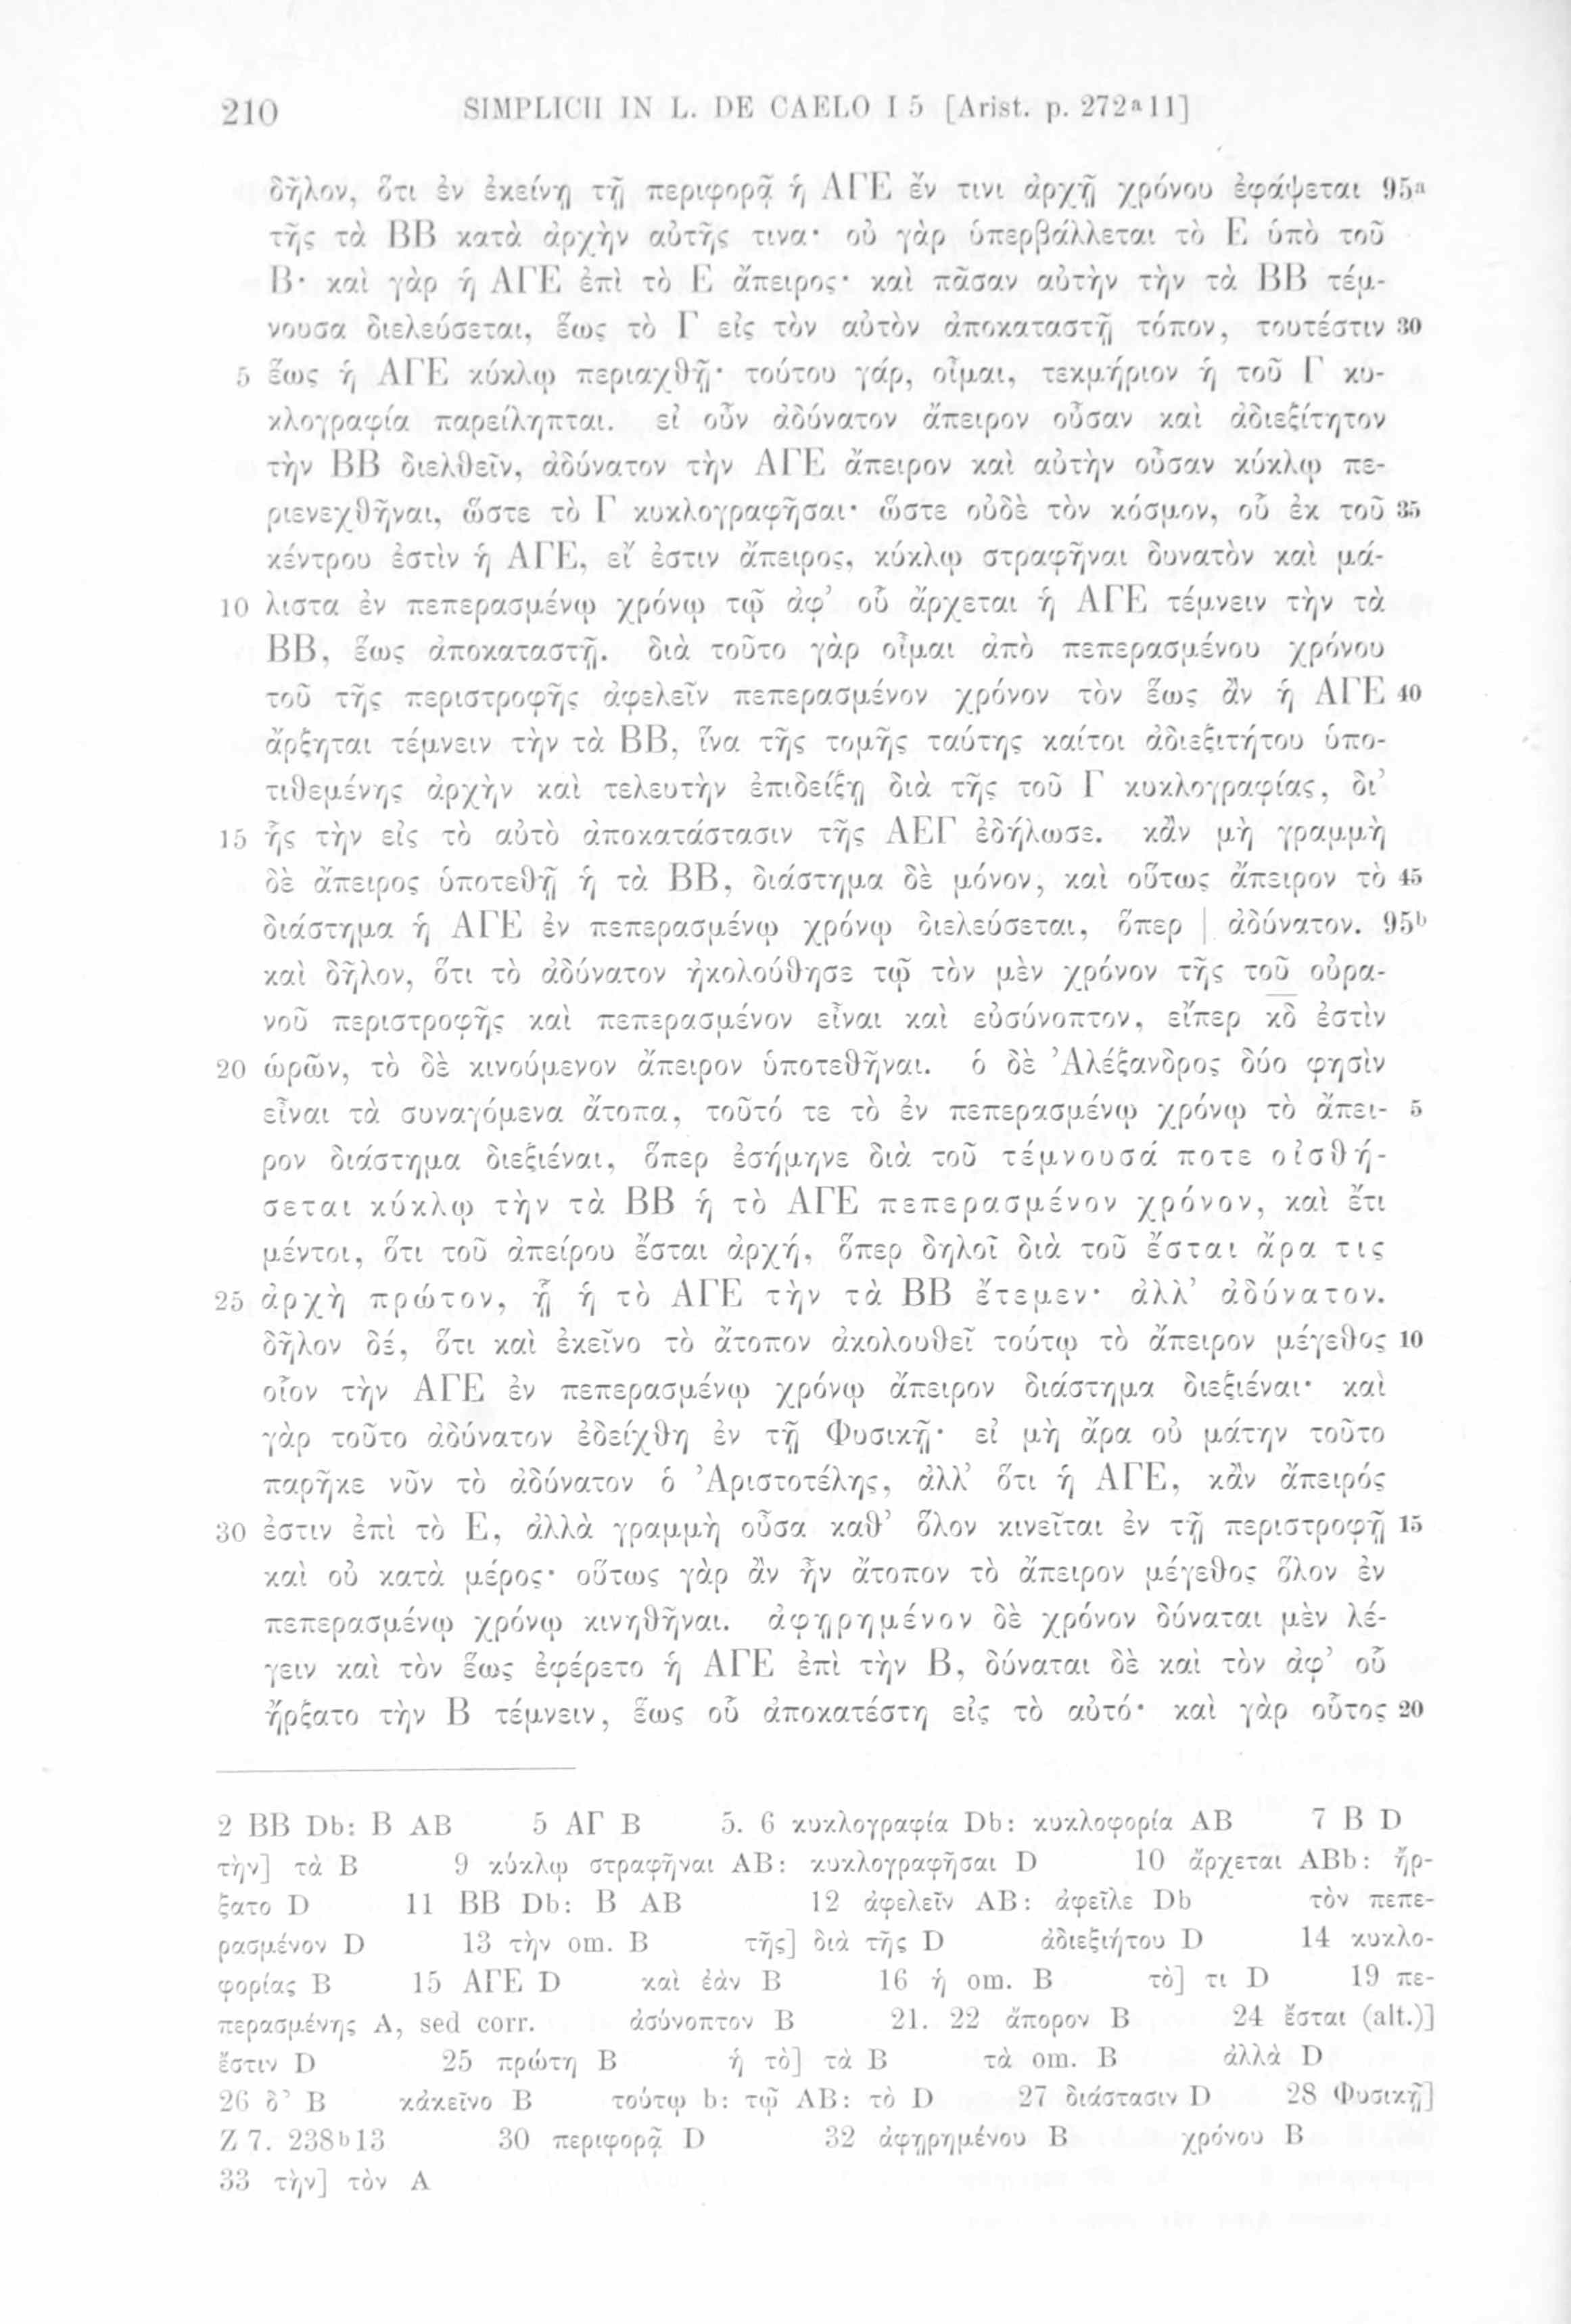 210 SIMPLICII IN L. DE CAELO I 5 [Arist. p. 272ᵃ11]
δῆλον, ὅτι ἐν ἐκείνῃ τῇ περιφορᾷ ἡ ΑΓΕ ἔν τινι ἀρχῇ χρόνου ἐφάψεται 95ᵃ
τῆς τὰ ΒΒ κατὰ ἀρχὴν αὐτῆς τινα· οὐ γὰρ ὑπερβάλλεται τὸ Ε ὑπὸ τοῦ
Β· καὶ γὰρ ἡ ΑΓΕ ἐπὶ τὸ Ε ἄπειρος· καὶ πᾶσαν αὐτὴν τὴν τὰ ΒΒ τέμ-
νουσα διελεύσεται, ἕως τὸ Γ εἰς τὸν αὐτὸν ἀποκαταστῇ τόπον, τουτέστιν 30
5 ἕως ἡ ΑΓΕ κύκλῳ περιαχθῇ· τούτου γάρ, οἶμαι, τεκμήριον ἡ τοῦ Γ κυ-
κλογραφία παρείληπται. εἰ οὖν ἀδύνατον ἄπειρον οὖσαν καὶ ἀδιεξίτητον
τὴν ΒΒ διελθεῖν, ἀδύνατον τὴν ΑΓΕ ἄπειρον καὶ αὐτὴν οὖσαν κύκλῳ πε-
ριενεχθῆναι, ὥστε τὸ Γ κυκλογραφῆσαι· ὥστε οὐδὲ τὸν κόσμον, οὗ ἐκ τοῦ 35
κέντρου ἐστὶν ἡ ΑΓΕ, εἴ ἐστιν ἄπειρος, κύκλῳ στραφῆναι δυνατὸν καὶ μά-
10 λιστα ἐν πεπερασμένῳ χρόνῳ τῷ ἀφ’ οὗ ἄρχεται ἡ ΑΓΕ τέμνειν τὴν τὰ
ΒΒ, ἕως ἀποκαταστῇ. διὰ τοῦτο γὰρ οἶμαι ἀπὸ πεπερασμένου χρόνου
τοῦ τῆς περιστροφῆς ἀφελεῖν πεπερασμένον χρόνον τὸν ἕως ἂν ἡ ΑΓΕ 40
ἄρξηται τέμνειν τὴν τὰ ΒΒ, ἵνα τῆς τομῆς ταύτης καίτοι ἀδιεξιτήτου ὑπο-
τιθεμένης ἀρχὴν καὶ τελευτὴν ἐπιδείξῃ διὰ τῆς τοῦ Γ κυκλογραφίας, δι’
15 ἧς τὴν εἰς τὸ αὐτὸ ἀποκατάστασιν τῆς ΑΕΓ ἐδήλωσε. κἂν μὴ γραμμὴ
δὲ ἄπειρος ὑποτεθῇ ἡ τὰ ΒΒ, διάστημα δὲ μόνον, καὶ οὕτως ἄπειρον τὸ 45
διάστημα ἡ ΑΓΕ ἐν πεπερασμένῳ χρόνῳ διελεύσεται, ὅπερ | ἀδύνατον. 95ᵇ
καὶ δῆλον, ὅτι τὸ ἀδύνατον ἠκολούθησε τῷ τὸν μὲν χρόνον τῆς τοῦ οὐρα-
νοῦ περιστροφῆς καὶ πεπερασμένον εἶναι καὶ εὐσύνοπτον, εἴπερ κ̅δ̅ ἐστὶν
20 ὡρῶν, τὸ δὲ κινούμενον ἄπειρον ὑποτεθῆναι. ὁ δὲ Ἀλέξανδρος δύο φησὶν
εἶναι τὰ συναγόμενα ἄτοπα, τοῦτό τε τὸ ἐν πεπερασμένῳ χρόνῳ τὸ ἄπει- 5
ρον διάστημα διεξιέναι, ὅπερ ἐσήμηνε διὰ τοῦ τέμνουσά ποτε οἰσθή-
σεται κύκλῳ τὴν τὰ ΒΒ ἡ τὸ ΑΓΕ πεπερασμένον χρόνον, καὶ ἔτι
μέντοι, ὅτι τοῦ ἀπείρου ἔσται ἀρχή, ὅπερ δηλοῖ διὰ τοῦ ἔσται ἄρα τις
25 ἀρχὴ πρώτον, ᾗ ἡ τὸ ΑΓΕ τὴν τὰ ΒΒ ἔτεμεν· ἀλλ’ ἀδύνατον.
δῆλον δέ, ὅτι καὶ ἐκεῖνο τὸ ἄτοπον ἀκολουθεῖ τούτῳ τὸ ἄπειρον μέγεθος 10
οἷον τὴν ΑΓΕ ἐν πεπερασμένῳ χρόνῳ ἄπειρον διάστημα διεξιέναι· καὶ
γὰρ τοῦτο ἀδύνατον ἐδείχθη ἐν τῇ Φυσικῇ· εἰ μὴ ἄρα οὐ μάτην τοῦτο
παρῆκε νῦν τὸ ἀδύνατον ὁ Ἀριστοτέλης, ἀλλ’ ὅτι ἡ ΑΓΕ, κἂν ἄπειρός
30 ἐστιν ἐπὶ τὸ Ε, ἀλλὰ γραμμὴ οὖσα καθ’ ὅλον κινεῖται ἐν τῇ περιστροφῇ 15
καὶ οὐ κατὰ μέρος· οὕτως γὰρ ἂν ἦν ἄτοπον τὸ ἄπειρον μέγεθος ὅλον ἐν
πεπερασμένῳ χρόνῳ κινηθῆναι. ἀφῃρημένον δὲ χρόνον δύναται μὲν λέ-
γειν καὶ τὸν ἕως ἐφέρετο ἡ ΑΓΕ ἐπὶ τὴν Β, δύναται δὲ καὶ τὸν ἀφ’ οὗ
ἤρξατο τὴν Β τέμνειν, ἕως οὗ ἀποκατέστη εἰς τὸ αὐτό· καὶ γὰρ οὗτος 20
2 ΒΒ Db: Β AB 5 ΑΓ B 5. 6 κυκλογραφία Db: κυκλοφορία AB 7 Β D
τὴν] τὰ B 9 κύκλῳ στραφῆναι AB: κυκλογραφῆσαι D 10 ἄρχεται ABb: ἤρ-
ξατο D 11 ΒΒ Db: Β AB 12 ἀφελεῖν AB: ἀφεῖλε Db τὸν πεπε-
ρασμένον D 13 τὴν om. B τῆς] διὰ τῆς D ἀδιεξιήτου D 14 κυκλο-
φορίας B 15 ΑΓΕ D καὶ ἐὰν B 16 ἡ om. B τὸ] τι D 19 πε-
περασμένης A, sed corr. ἀσύνοπτον B 21. 22 ἄπορον B 24 ἔσται (alt.)]
ἔστιν D 25 πρώτη B ἡ τὸ] τὰ B τὰ om. B ἀλλὰ D
26 δ’ B κἀκεῖνο B τούτῳ b: τῷ AB: τὸ D 27 διάστασιν D 28 Φυσικῇ]
Z 7. 238ᵇ13 30 περιφορᾷ D 32 ἀφῃρημένου B χρόνου B
33 τὴν] τὸν A